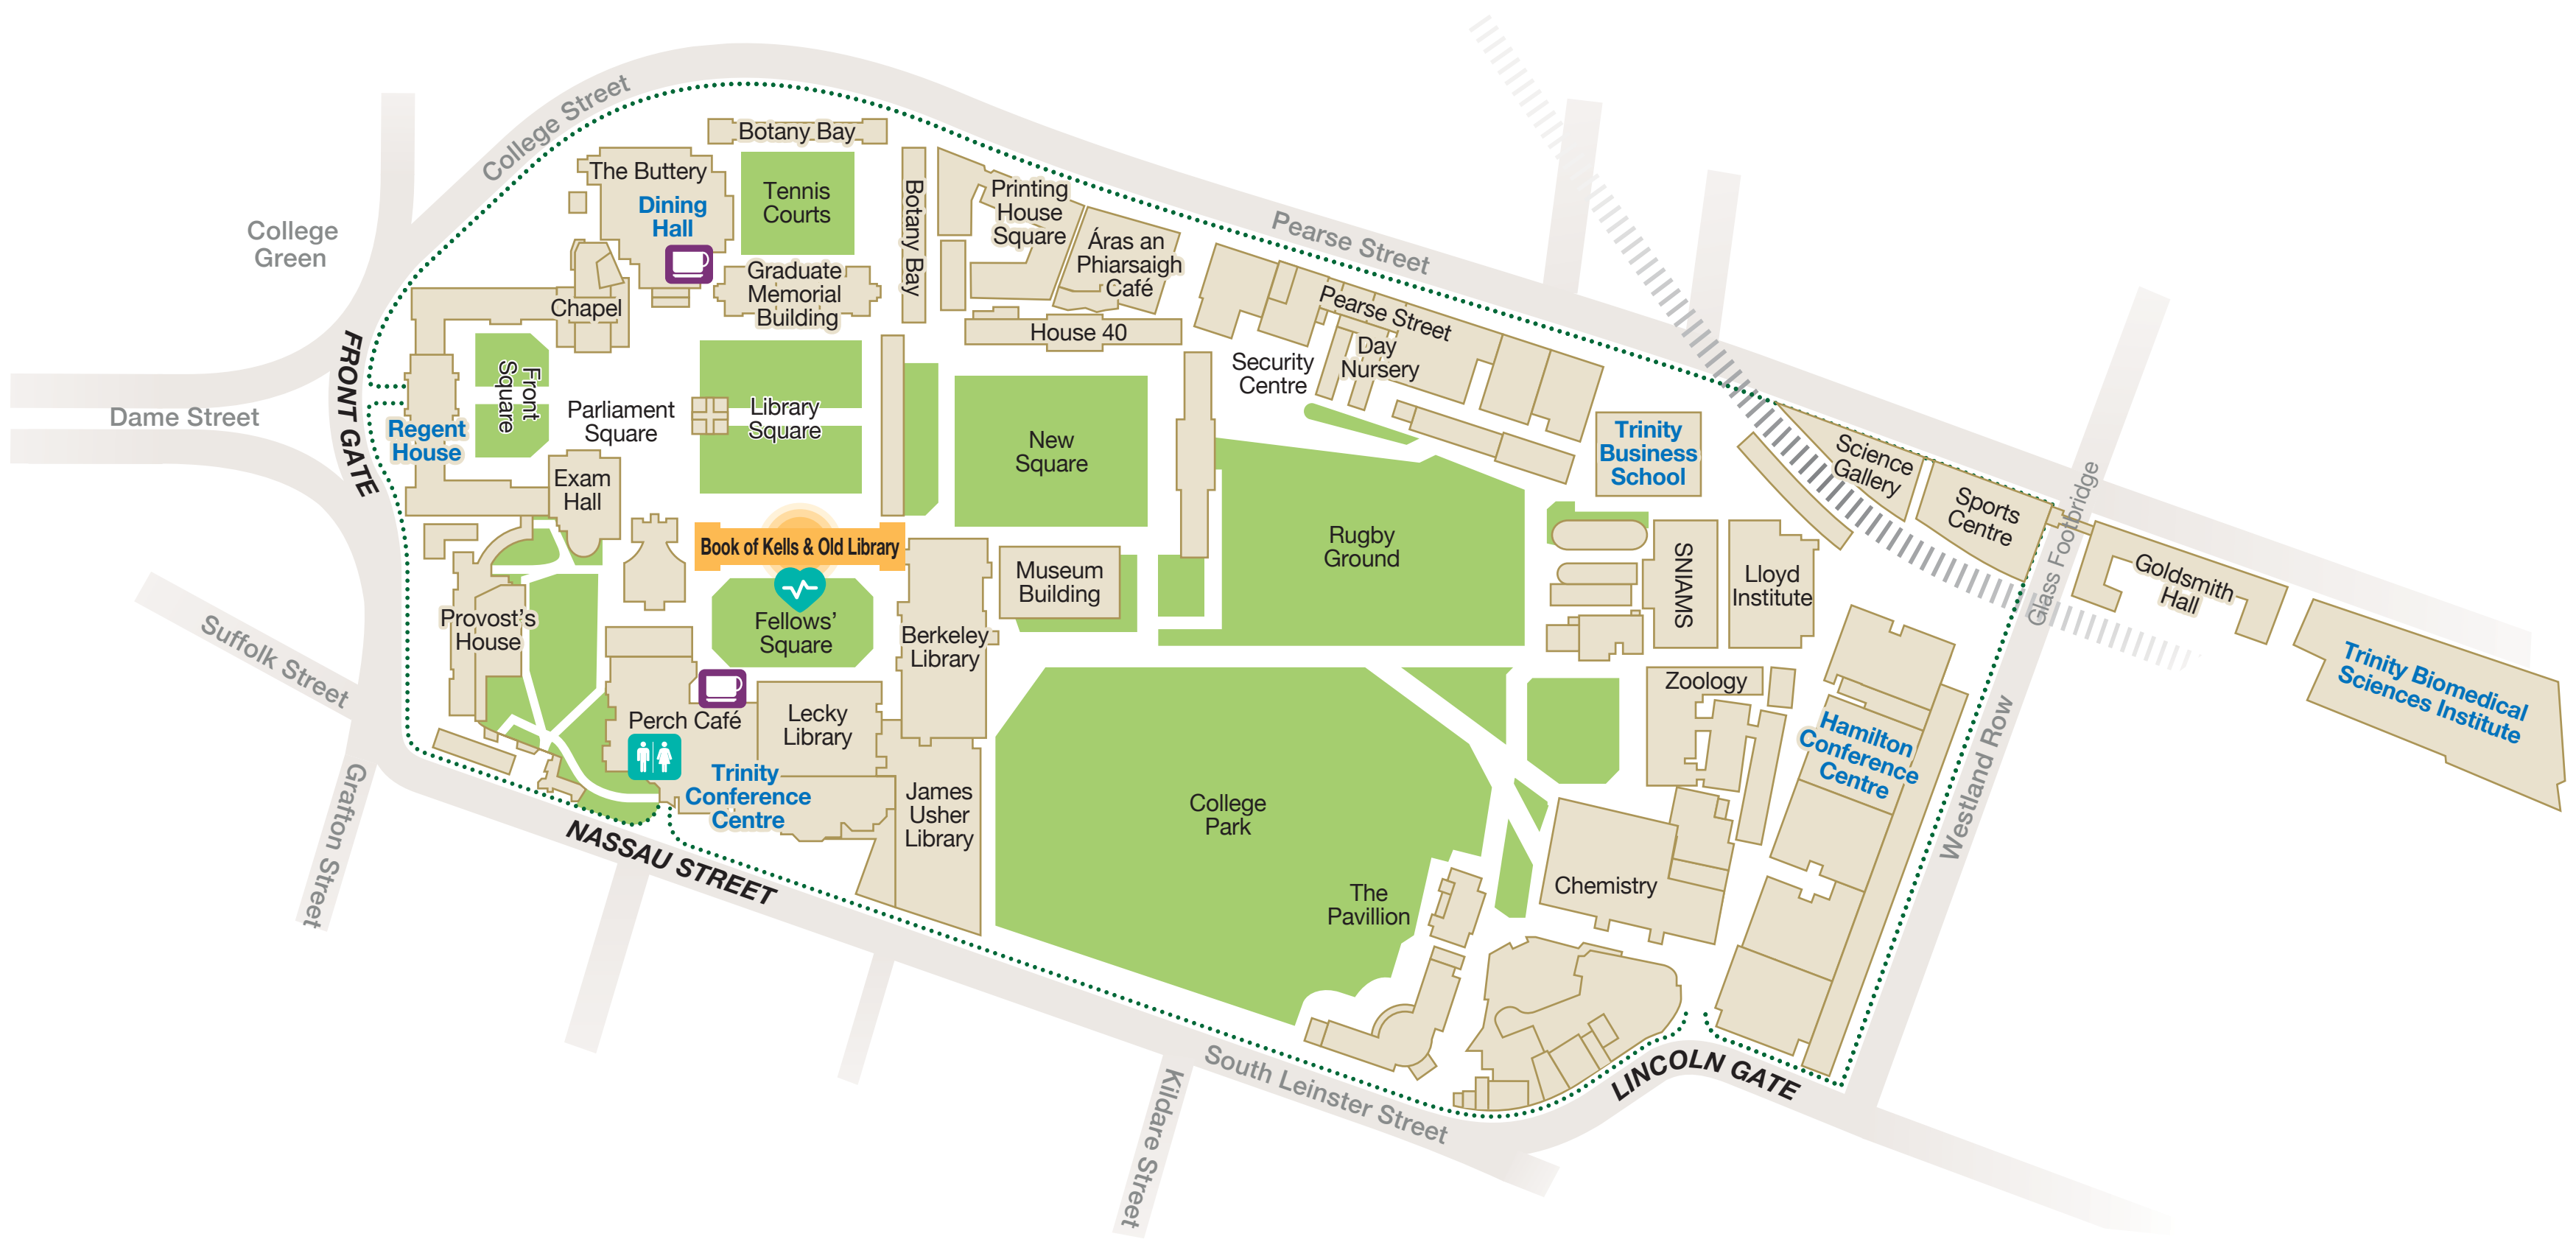 College Street
Botany Bay
The Buttery
Dining
Hall
Tennis
Courts
Botany Bay
Printing
House
Square
Áras an
Phiarsaigh
Café
Pearse Street
College
Green
Graduate
Memorial
Building
Chapel
House 40
Pearse Street
Day
Nursery
Security
Centre
FRONT GATE
Front
Square
Dame Street
Regent
House
Parliament
Square
Library
Square
New
Square
Trinity
Business
School
Science
Gallery
Sports
Centre
Glass Footbridge
Exam
Hall
Book of Kells & Old Library
Rugby
Ground
Museum
Building
SNIAMS
Lloyd
Institute
Goldsmith
Hall
Suffolk Street
Provost's
House
Fellows'
Square
Berkeley
Library
Trinity Biomedical
Sciences Institute
Zoology
Perch Café
Lecky
Library
Hamilton
Conference
Centre
Westland Row
Grafton Street
Trinity
Conference
Centre
James
Usher
Library
College
Park
NASSAU STREET
Chemistry
The
Pavillion
South Leinster Street
LINCOLN GATE
Kildare Street